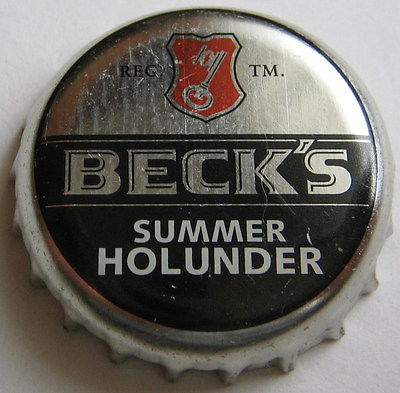 REG. TM.
BECK'S
SUMMER
HOLUNDER